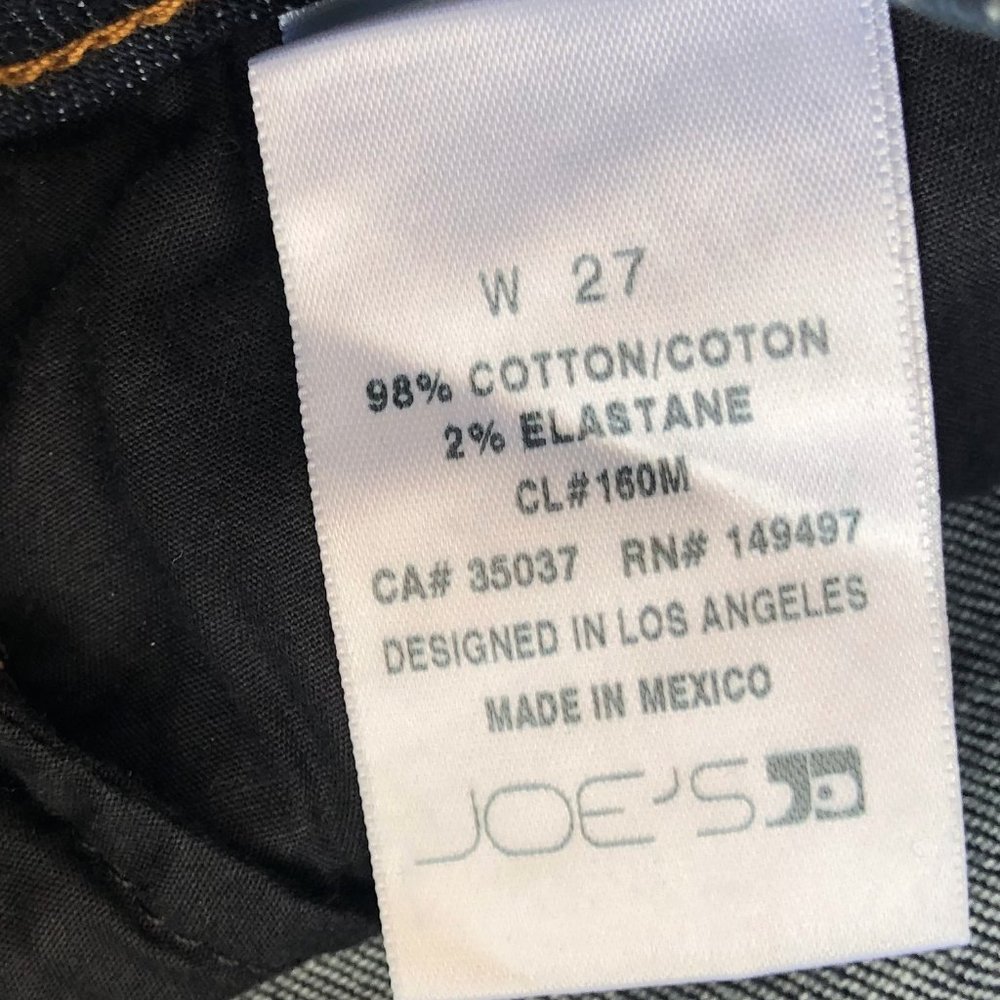 W 27
98% COTTON/COTON
2% ELASTANE
CL#160M
CA# 35037 RN# 149497
DESIGNED IN LOS ANGELES
MADE IN MEXICO
JOE'S